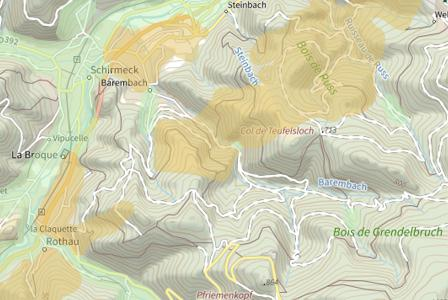 Steinbach
D392
Bois de Russ
Steinbach
Schirmeck
Barembach
Col de Teufelsloch
713
Vipucelle
La Broque
Barembach
Bois de Grendelbruch
la Claquette
Rothau
864
Pfriemenkopf